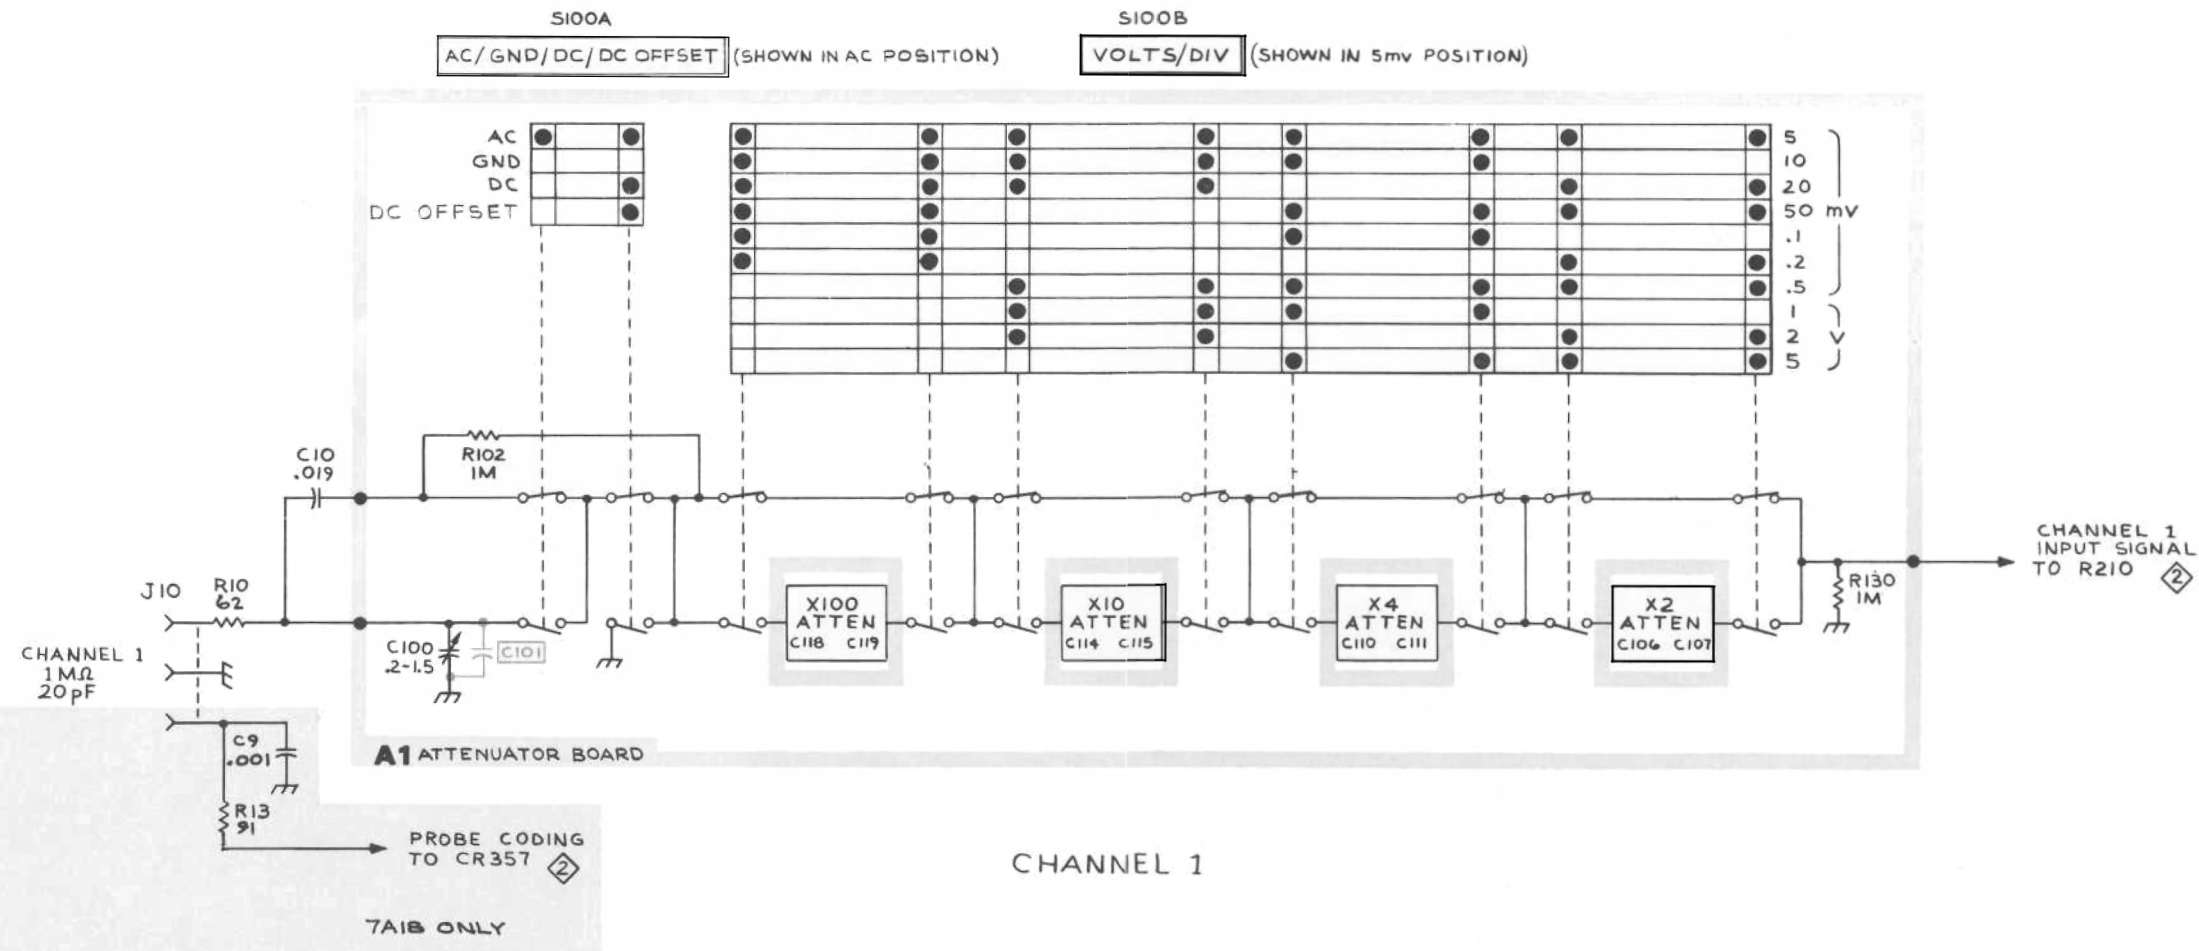 S100A
AC/GND/DC/DC OFFSET (SHOWN IN AC POSITION)
S100B
VOLTS/DIV (SHOWN IN 5mv POSITION)
AC
GND
DC
DC OFFSET
5
10
20
50 mV
.1
.2
.5
1
2 V
5
C10
.019
R102
1M
J10
R10
62
CHANNEL 1
1MΩ
20pF
C100
.2-1.5
C101
X100
ATTEN
C118 C119
X10
ATTEN
C114 C115
X4
ATTEN
C110 C111
X2
ATTEN
C106 C107
R130
1M
CHANNEL 1
INPUT SIGNAL
TO R210 2
C9
.001
R13
91
A1 ATTENUATOR BOARD
PROBE CODING
TO CR357 2
7A18 ONLY
CHANNEL 1